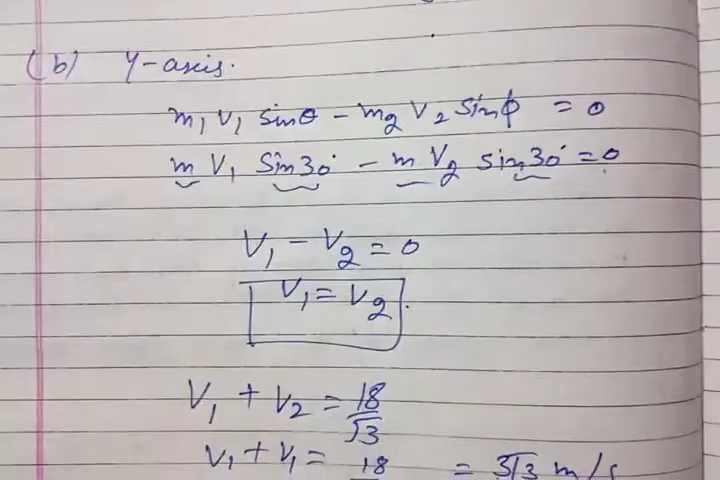 (b) Y-axis.
m₁ v₁ sinθ - m₂ v₂ sinϕ = 0
m v₁ sin30° - m v₂ sin30° = 0
v₁ - v₂ = 0
v₁ = v₂.
v₁ + v₂ = 18/√3
v₁ + v₁ = 18 = 3√3 m/s